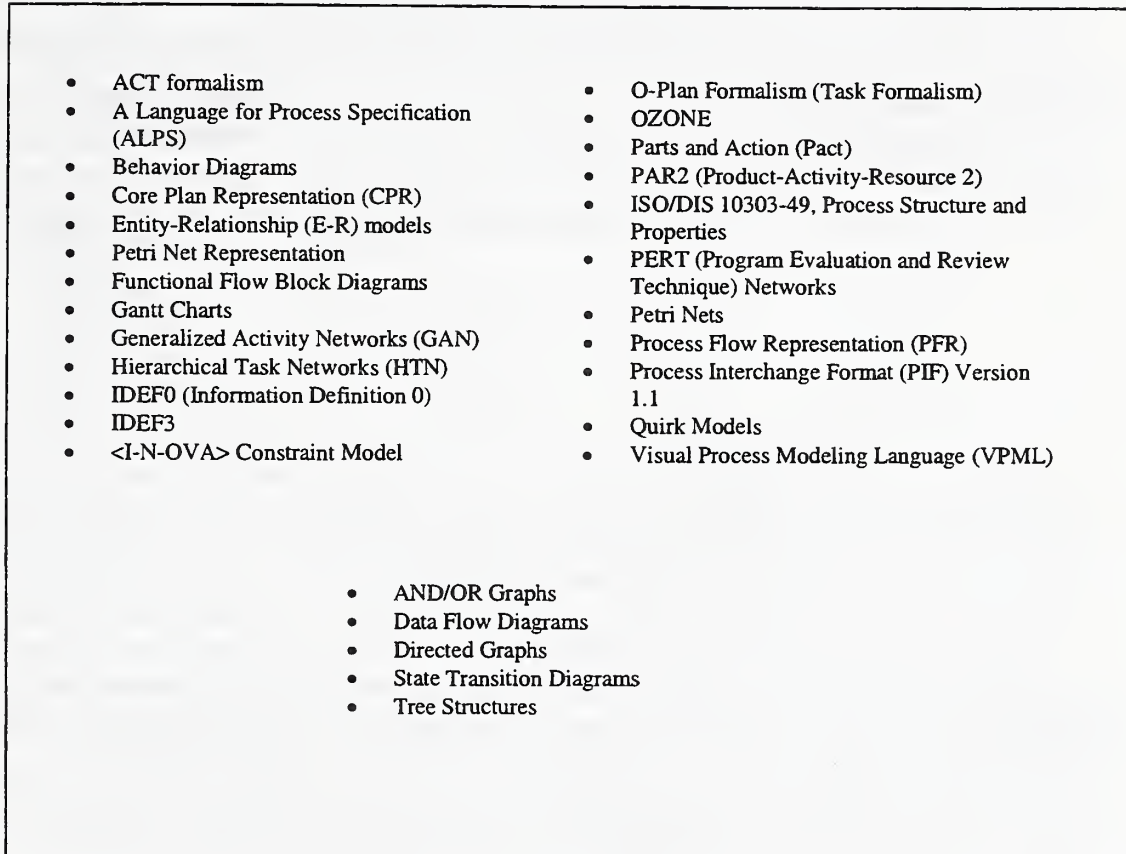 • ACT formalism
• A Language for Process Specification
(ALPS)
• Behavior Diagrams
• Core Plan Representation (CPR)
• Entity-Relationship (E-R) models
• Petri Net Representation
• Functional Flow Block Diagrams
• Gantt Charts
• Generalized Activity Networks (GAN)
• Hierarchical Task Networks (HTN)
• IDEF0 (Information Definition 0)
• IDEF3
• <I-N-OVA> Constraint Model
• O-Plan Formalism (Task Formalism)
• OZONE
• Parts and Action (Pact)
• PAR2 (Product-Activity-Resource 2)
• ISO/DIS 10303-49, Process Structure and
Properties
• PERT (Program Evaluation and Review
Technique) Networks
• Petri Nets
• Process Flow Representation (PFR)
• Process Interchange Format (PIF) Version
1.1
• Quirk Models
• Visual Process Modeling Language (VPML)
• AND/OR Graphs
• Data Flow Diagrams
• Directed Graphs
• State Transition Diagrams
• Tree Structures